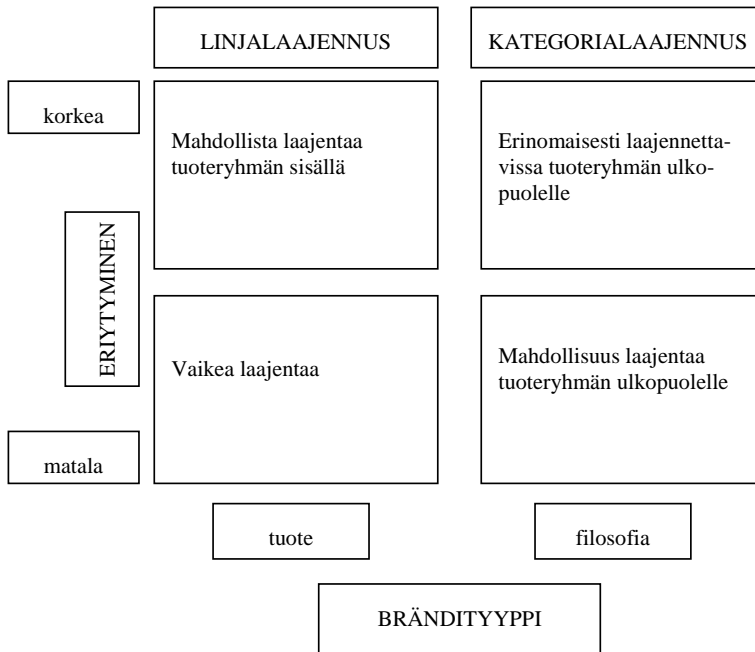 LINJALAAJENNUS
KATEGORIALAAJENNUS
korkea
Mahdollista laajentaa
tuoteryhmän sisällä
Erinomaisesti laajennetta-
vissa tuoteryhmän ulko-
puolelle
ERIYTYMINEN
Vaikea laajentaa
Mahdollisuus laajentaa
tuoteryhmän ulkopuolelle
matala
tuote
filosofia
BRÄNDITYYPPI